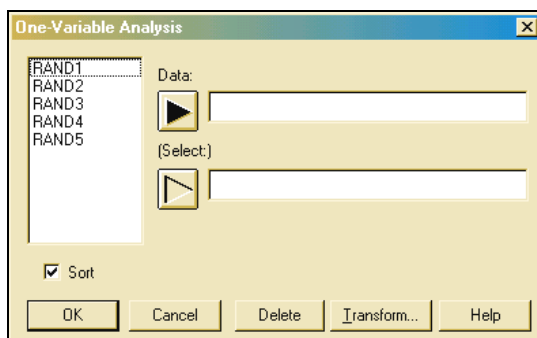 One-Variable Analysis
RAND1
RAND2
RAND3
RAND4
RAND5
Data:
(Select:)
Sort
OK
Cancel
Delete
Transform...
Help